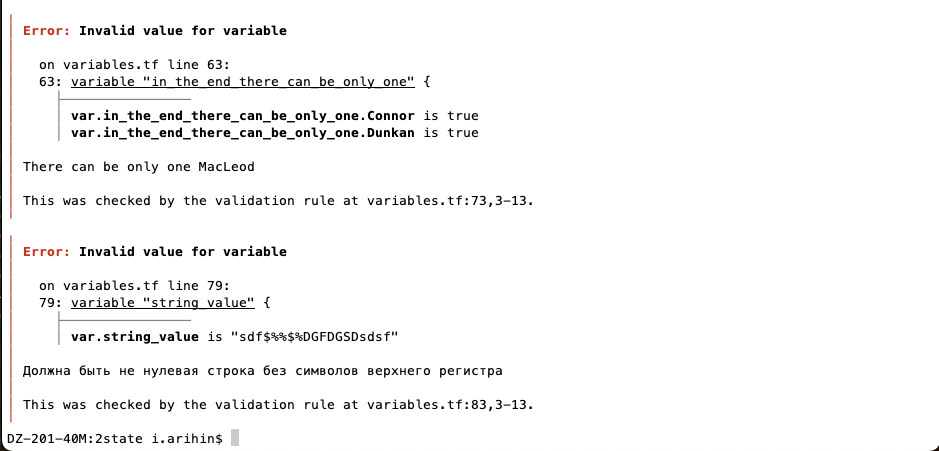 Error: Invalid value for variable
on variables.tf line 63:
63: variable "in_the_end_there_can_be_only_one" {
var.in_the_end_there_can_be_only_one.Connor is true
var.in_the_end_there_can_be_only_one.Dunkan is true
There can be only one MacLeod
This was checked by the validation rule at variables.tf:73,3-13.
Error: Invalid value for variable
on variables.tf line 79:
79: variable "string_value" {
var.string_value is "sdf$%%$%DGFDGSDsdsf"
Должна быть не нулевая строка без символов верхнего регистра
This was checked by the validation rule at variables.tf:83,3-13.
DZ-201-40M:2state i.arihin$